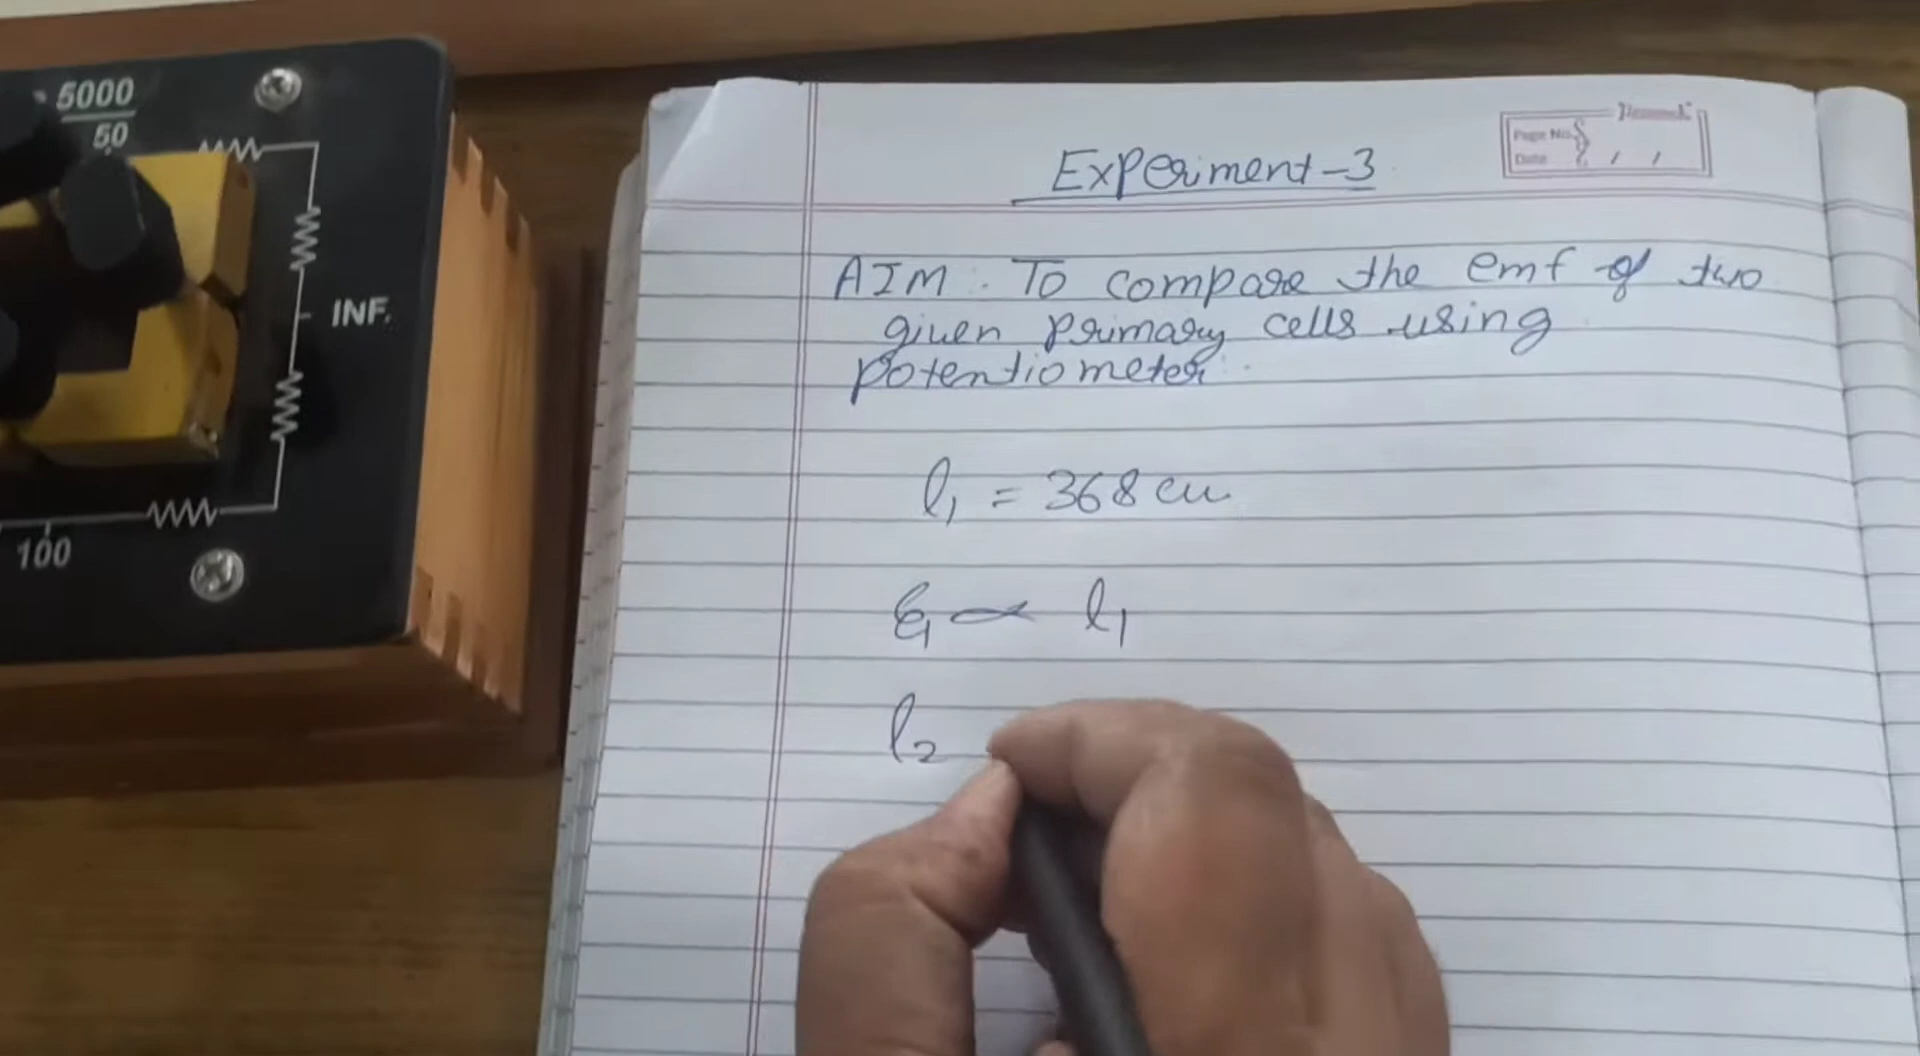 5000
50
INF.
100
Experiment-3
Page No.
Date
AIM: To compare the emf of two
given primary cells using
potentiometer.
l₁ = 368 cm
E₁ ∝ l₁
l₂